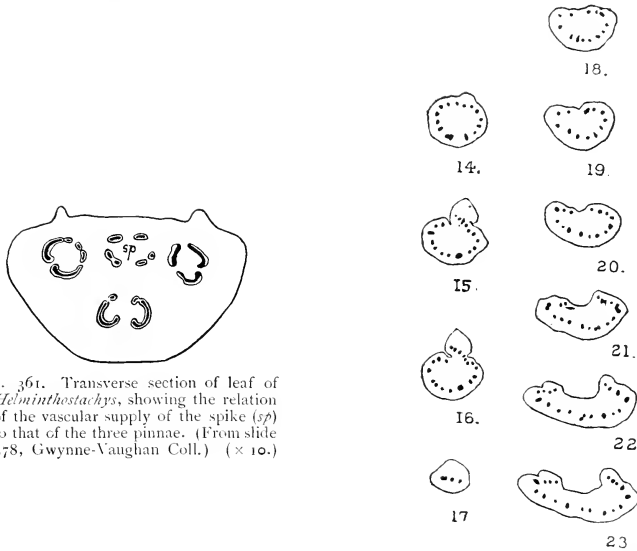 sp
. 361. Transverse section of leaf of
Helminthostachys, showing the relation
of the vascular supply of the spike (sp)
o that of the three pinnae. (From slide
78, Gwynne-Vaughan Coll.) (× 10.)
14.
15.
16.
17
18.
19.
20.
21.
22
23